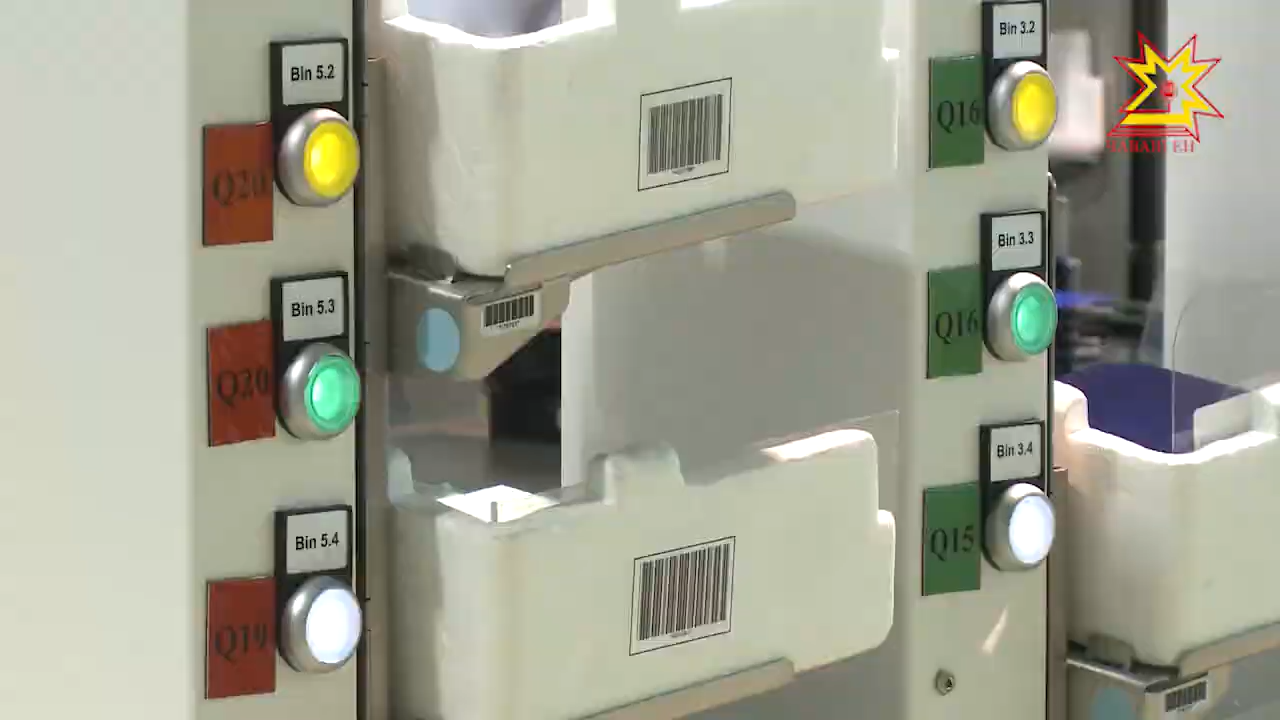 Bin 5.2
Q20
Bin 5.3
Q20
Bin 5.4
Q19
Bin 3.2
Q16
Bin 3.3
Q16
Bin 3.4
Q15